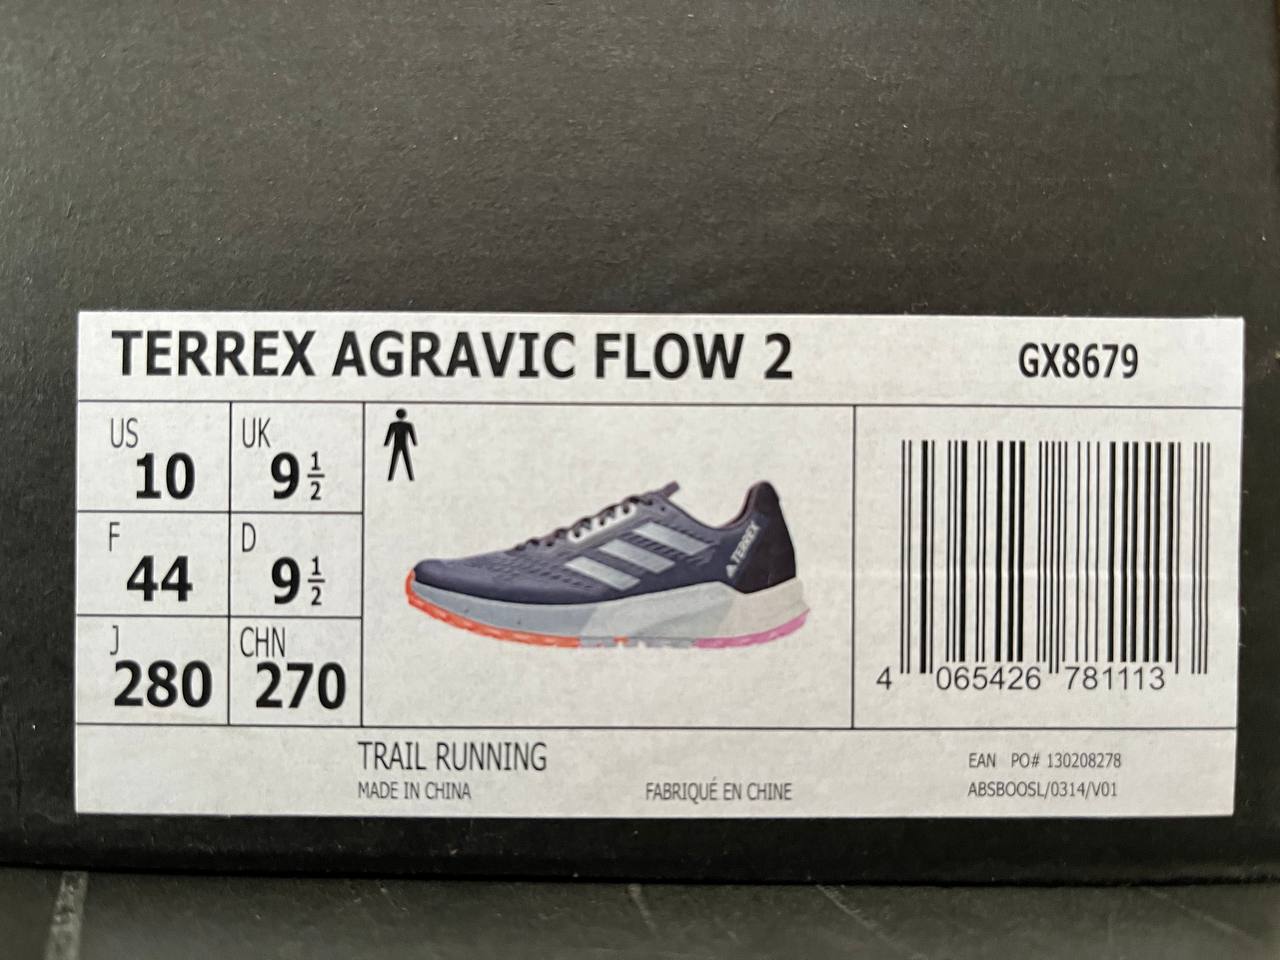 TERREX AGRAVIC FLOW 2
GX8679
US
10
UK
9 1/2
F
44
D
9 1/2
J
280
CHN
270
TERREX
4 065426 781113
TRAIL RUNNING
MADE IN CHINA
FABRIQUÉ EN CHINE
EAN PO# 130208278
ABSBOOSL/0314/V01